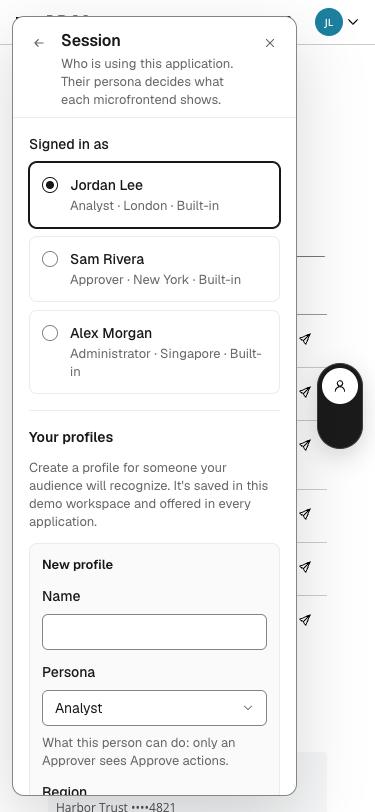 JL
Session
Who is using this application.
Their persona decides what
each microfrontend shows.
Signed in as
Jordan Lee
Analyst · London · Built-in
Sam Rivera
Approver · New York · Built-in
Alex Morgan
Administrator · Singapore · Built-
in
Your profiles
Create a profile for someone your
audience will recognize. It's saved in this
demo workspace and offered in every
application.
New profile
Name
Persona
Analyst
What this person can do: only an
Approver sees Approve actions.
Region
Harbor Trust ••••4821